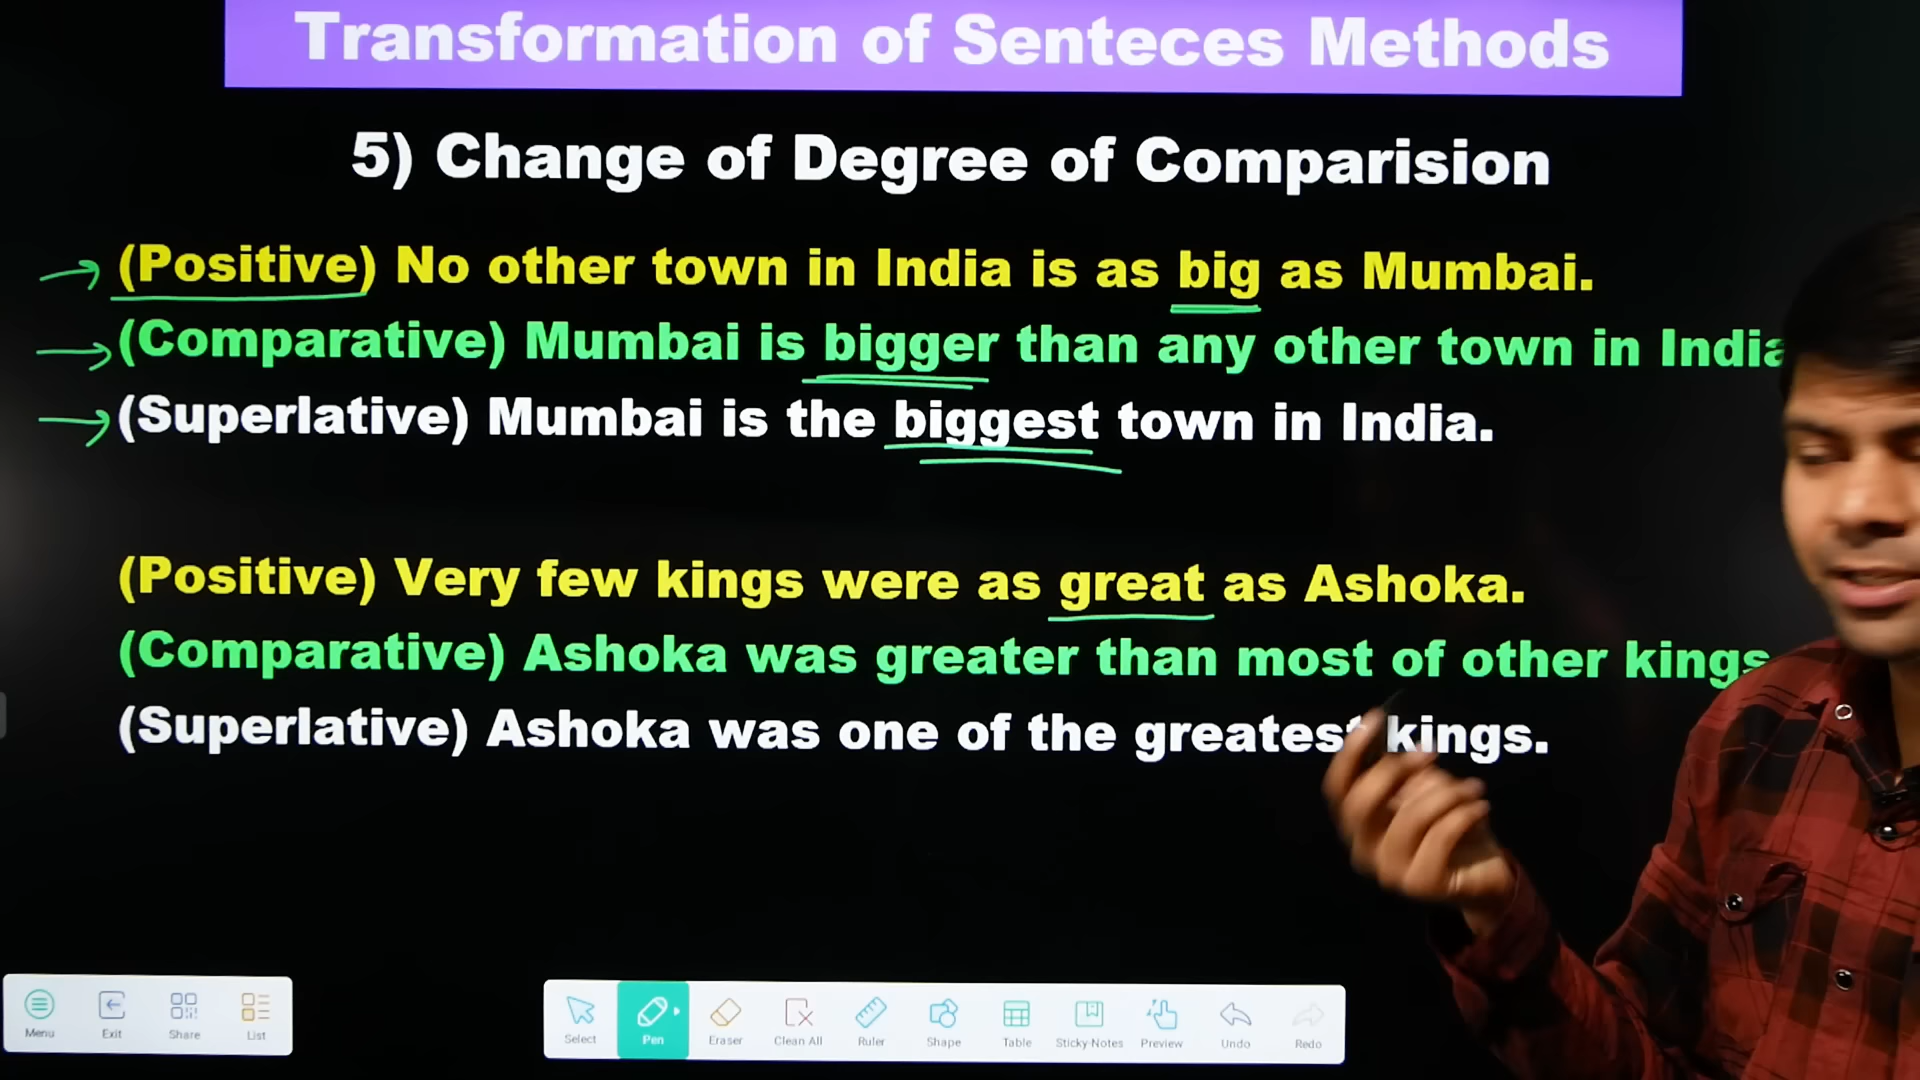 Transformation of Senteces Methods
5) Change of Degree of Comparision
(Positive) No other town in India is as big as Mumbai.
(Comparative) Mumbai is bigger than any other town in India
(Superlative) Mumbai is the biggest town in India.
(Positive) Very few kings were as great as Ashoka.
(Comparative) Ashoka was greater than most of other kings
(Superlative) Ashoka was one of the greatest kings.
Menu Exit Share List
Select Pen Eraser Clean All Ruler Shape Table Sticky Notes Preview Undo Redo